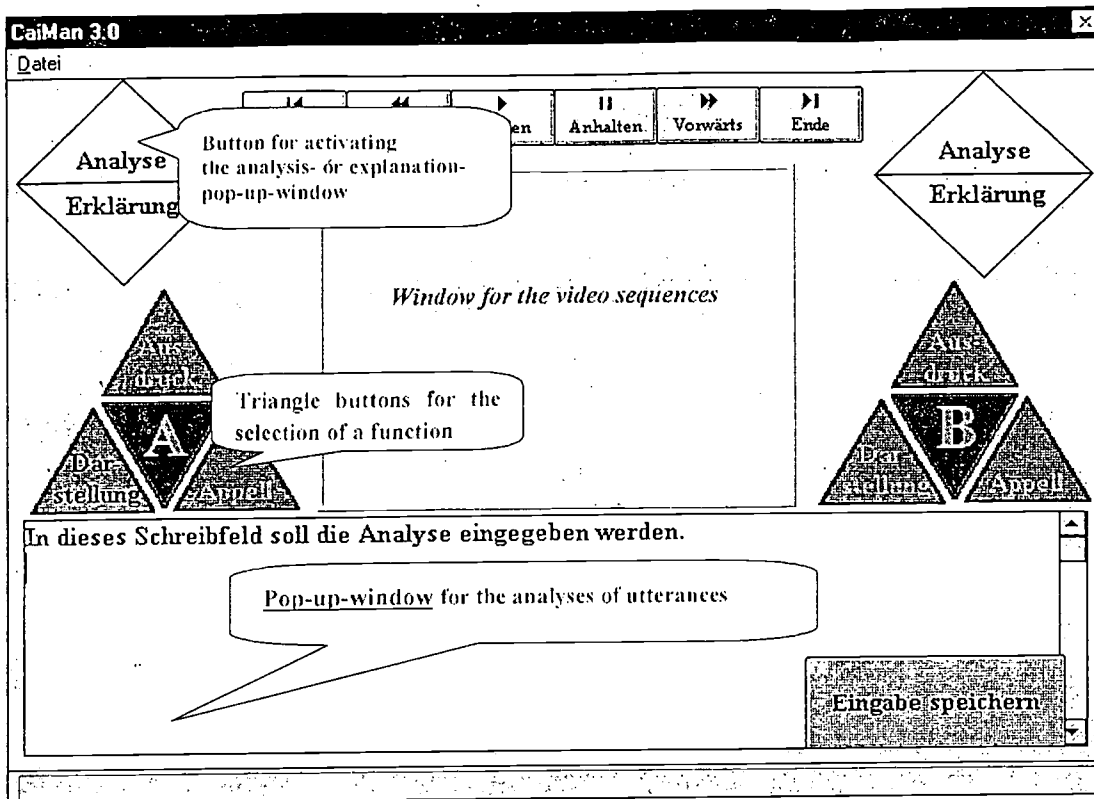 CaiMan 3.0
Datei
Analyse
Erklärung
Button for activating
the analysis- ór explanation-
pop-up-window
en
Anhalten
Vorwärts
Ende
Analyse
Erklärung
Window for the video sequences
Aus-
druck
A
Dar-
stellung
Appell
Triangle buttons for the
selection of a function
Aus-
druck
B
Dar-
stellung
Appell
In dieses Schreibfeld soll die Analyse eingegeben werden.
Pop-up-window for the analyses of utterances
Eingabe speichern